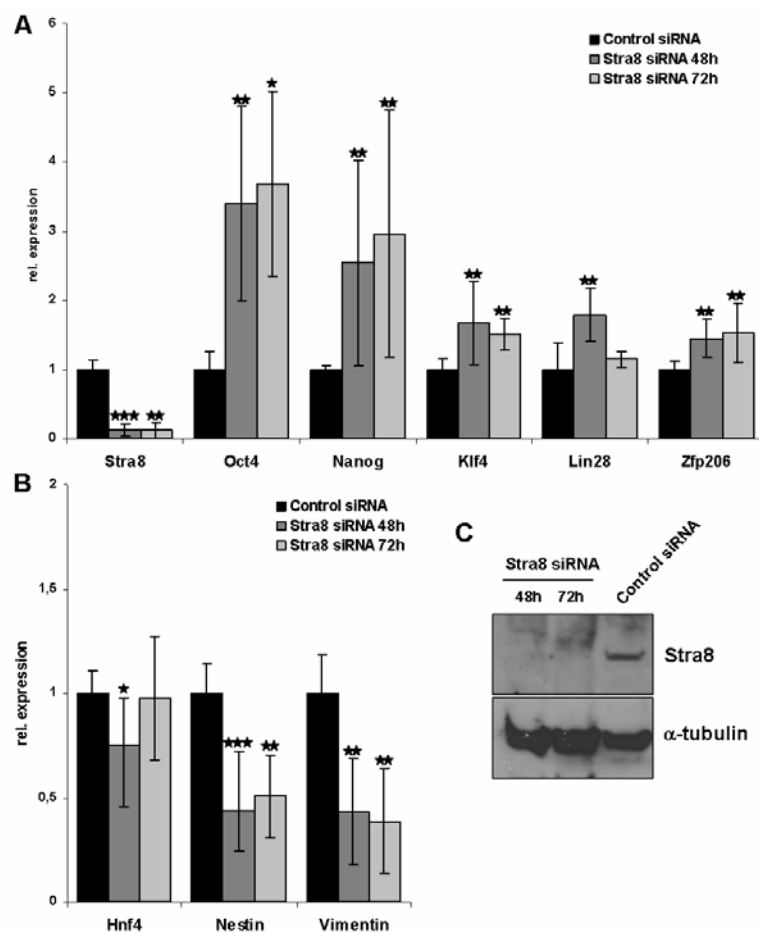 A
6
5
4
3
2
1
0
rel. expression
Control siRNA
Stra8 siRNA 48h
Stra8 siRNA 72h
★★★ ★★
★★ ★
★★ ★★
★★ ★★
★★
★★ ★★
Stra8 Oct4 Nanog Klf4 Lin28 Zfp206
B
2
1,5
1
0,5
0
rel. expression
Control siRNA
Stra8 siRNA 48h
Stra8 siRNA 72h
★
★★★ ★★
★★ ★★
Hnf4 Nestin Vimentin
C
Stra8 siRNA
48h 72h
Control siRNA
Stra8
α-tubulin